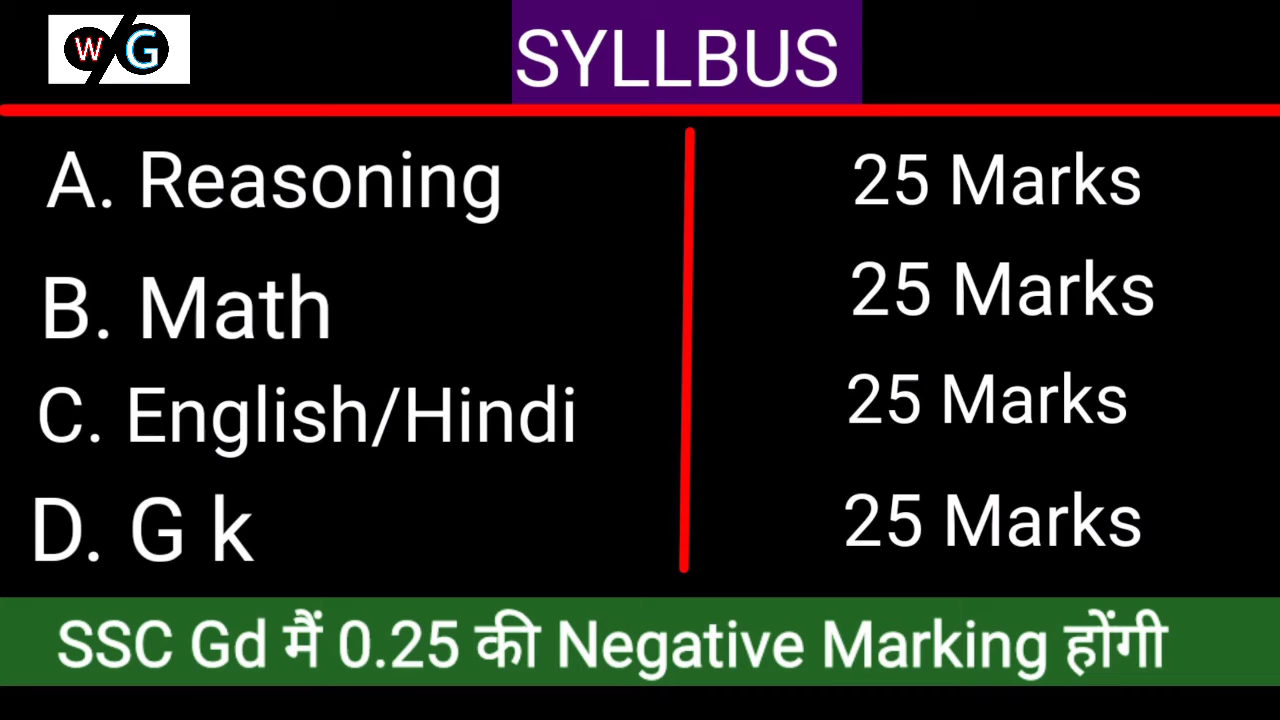 W/G
SYLLBUS
A. Reasoning 25 Marks
B. Math 25 Marks
C. English/Hindi 25 Marks
D. G k 25 Marks
SSC Gd मैं 0.25 की Negative Marking होंगी